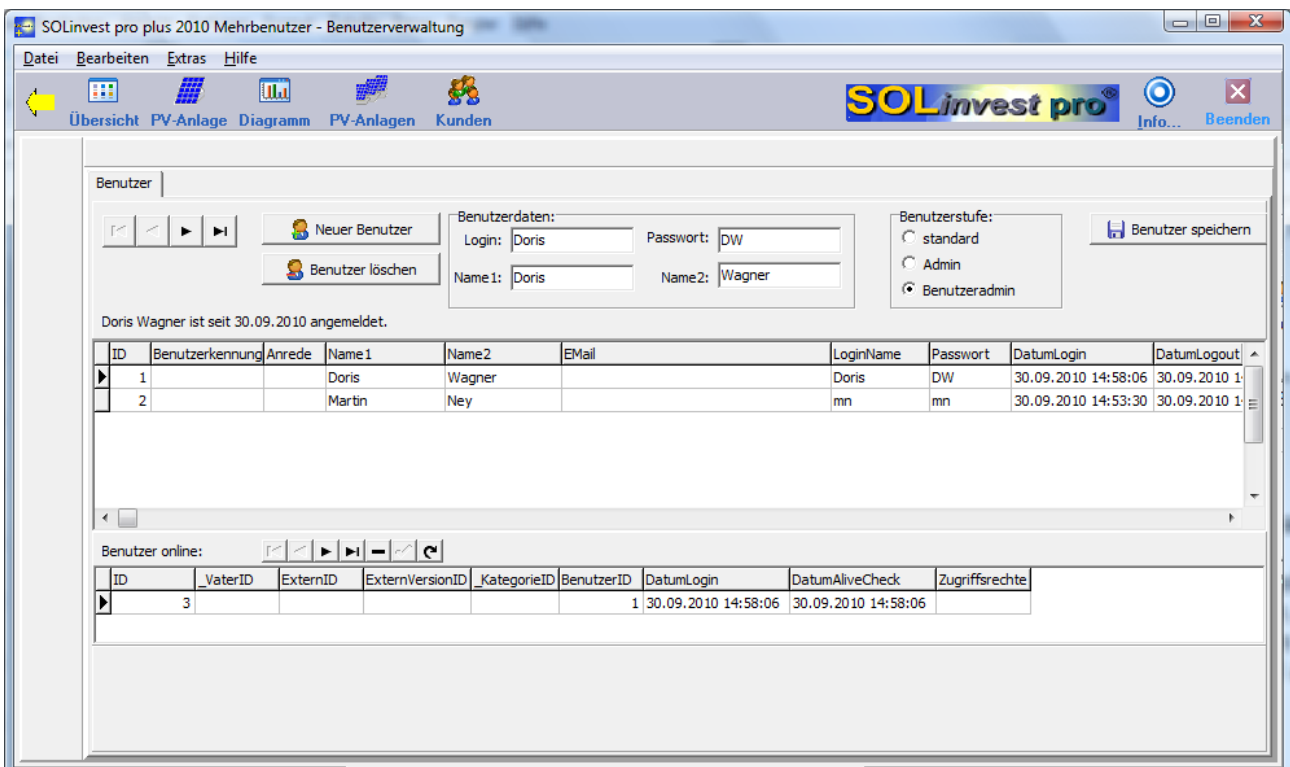 SOLinvest pro plus 2010 Mehrbenutzer - Benutzerverwaltung
Datei Bearbeiten Extras Hilfe
Übersicht PV-Anlage Diagramm PV-Anlagen Kunden SOLinvest pro® Info... Beenden
Benutzer
Neuer Benutzer Benutzerdaten: Benutzerstufe: Benutzer speichern
Login: Doris Passwort: DW standard
Benutzer löschen Name1: Doris Name2: Wagner Admin
Benutzeradmin
Doris Wagner ist seit 30.09.2010 angemeldet.
ID Benutzerkennung Anrede Name1 Name2 EMail LoginName Passwort DatumLogin DatumLogout
1 Doris Wagner Doris DW 30.09.2010 14:58:06 30.09.2010 1
2 Martin Ney mn mn 30.09.2010 14:53:30 30.09.2010 1
Benutzer online:
ID _VaterID ExternID ExternVersionID _KategorieID BenutzerID DatumLogin DatumAliveCheck Zugriffsrechte
3 1 30.09.2010 14:58:06 30.09.2010 14:58:06